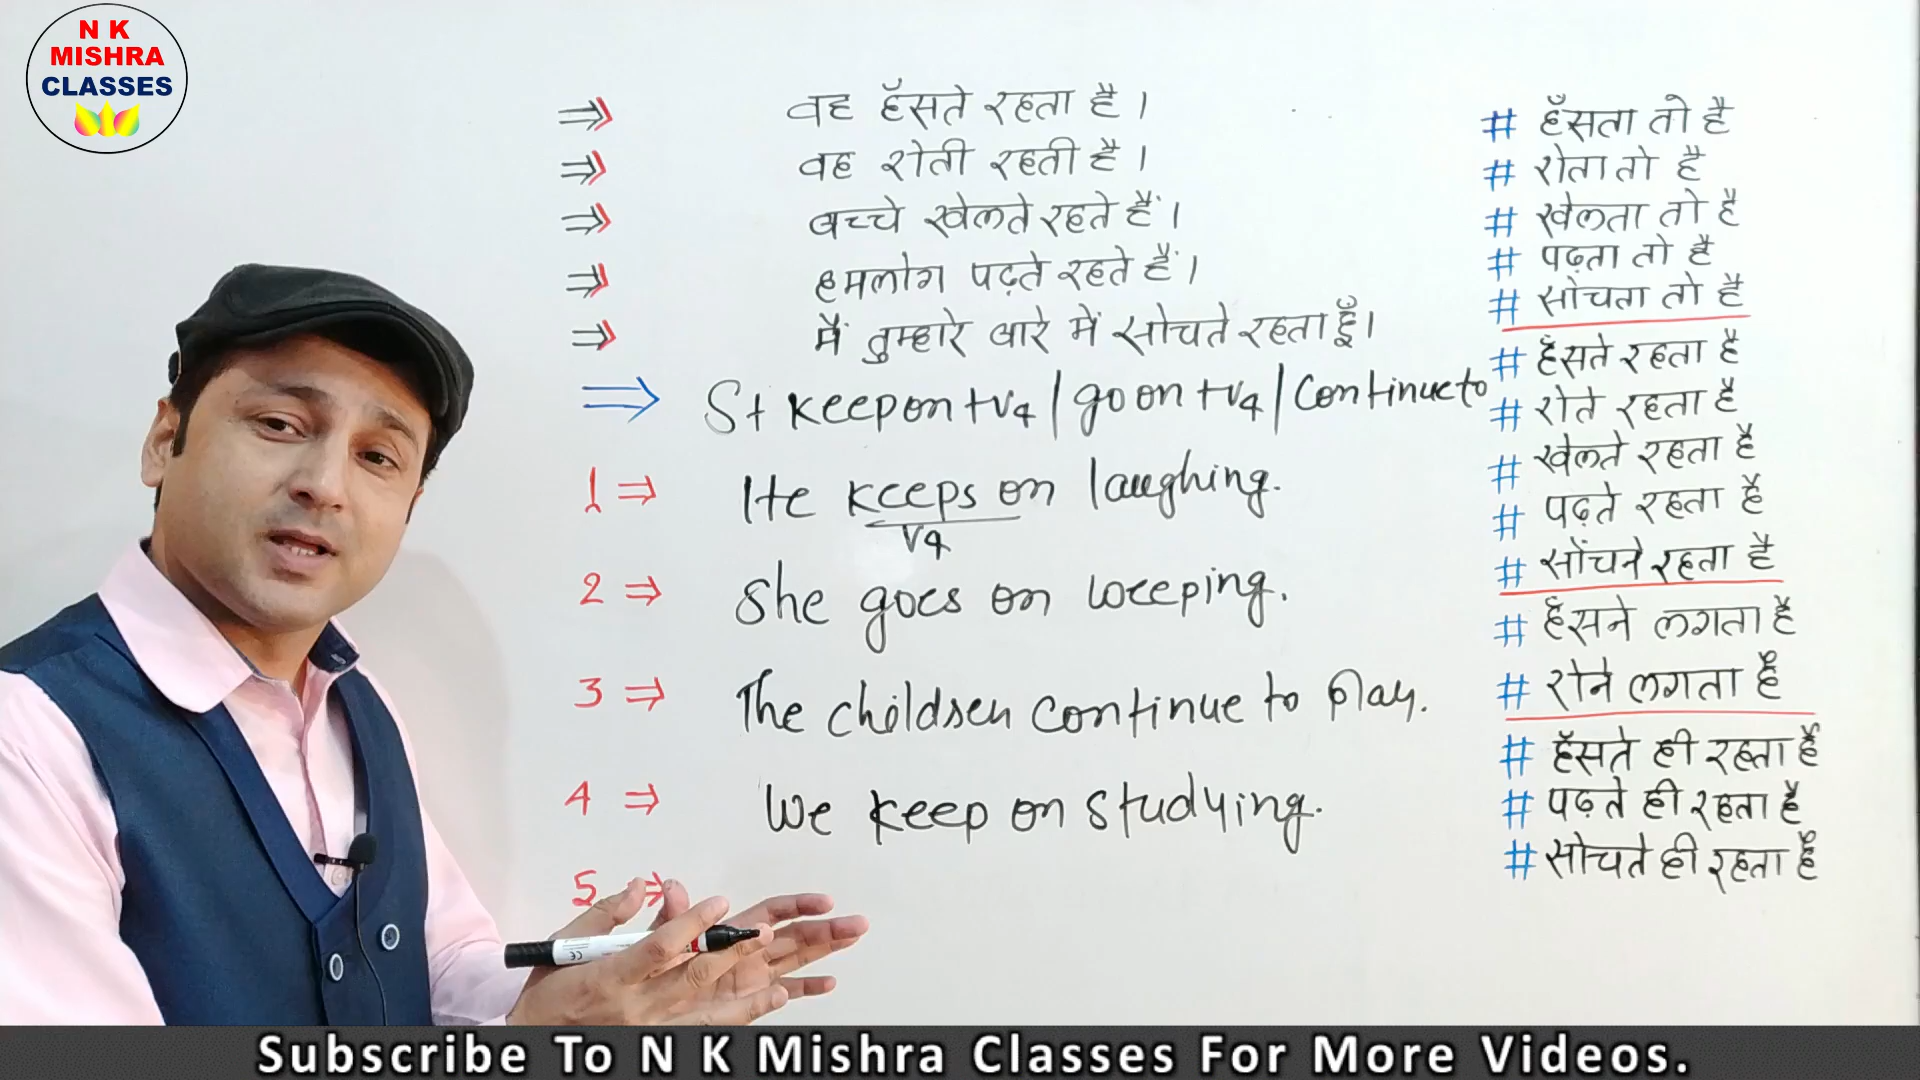 N K
MISHRA
CLASSES
⇒ वह हँसते रहता है।
⇒ वह रोती रहती है।
⇒ बच्चे खेलते रहते हैं।
⇒ हमलोग पढ़ते रहते हैं।
⇒ मैं तुम्हारे बारे में सोचते रहता हूँ।
⇒ S+ keep on +V4 / go on +V4 / Continue to
1 ⇒ He keeps on laughing.
V4
2 ⇒ She goes on weeping.
3 ⇒ The children continue to play.
4 ⇒ We keep on studying.
5 ⇒
# हँसता तो है
# रोता तो है
# खेलता तो है
# पढ़ता तो है
# सोंचता तो है
# हँसते रहता है
# रोते रहता है
# खेलते रहता है
# पढ़ते रहता है
# सोंचते रहता है
# हँसने लगता है
# रोने लगता है
# हँसते ही रहता है
# पढ़ते ही रहता है
# सोचते ही रहता है
Subscribe To N K Mishra Classes For More Videos.